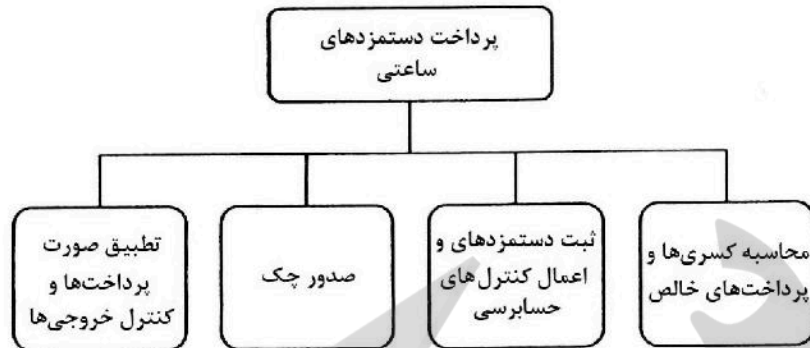 پرداخت دستمزدهای
ساعتی
محاسبه کسری‌ها و
پرداخت‌های خالص
ثبت دستمزدهای و
اعمال کنترل‌های
حسابرسی
صدور چک
تطبیق صورت
پرداخت‌ها و
کنترل خروجی‌ها